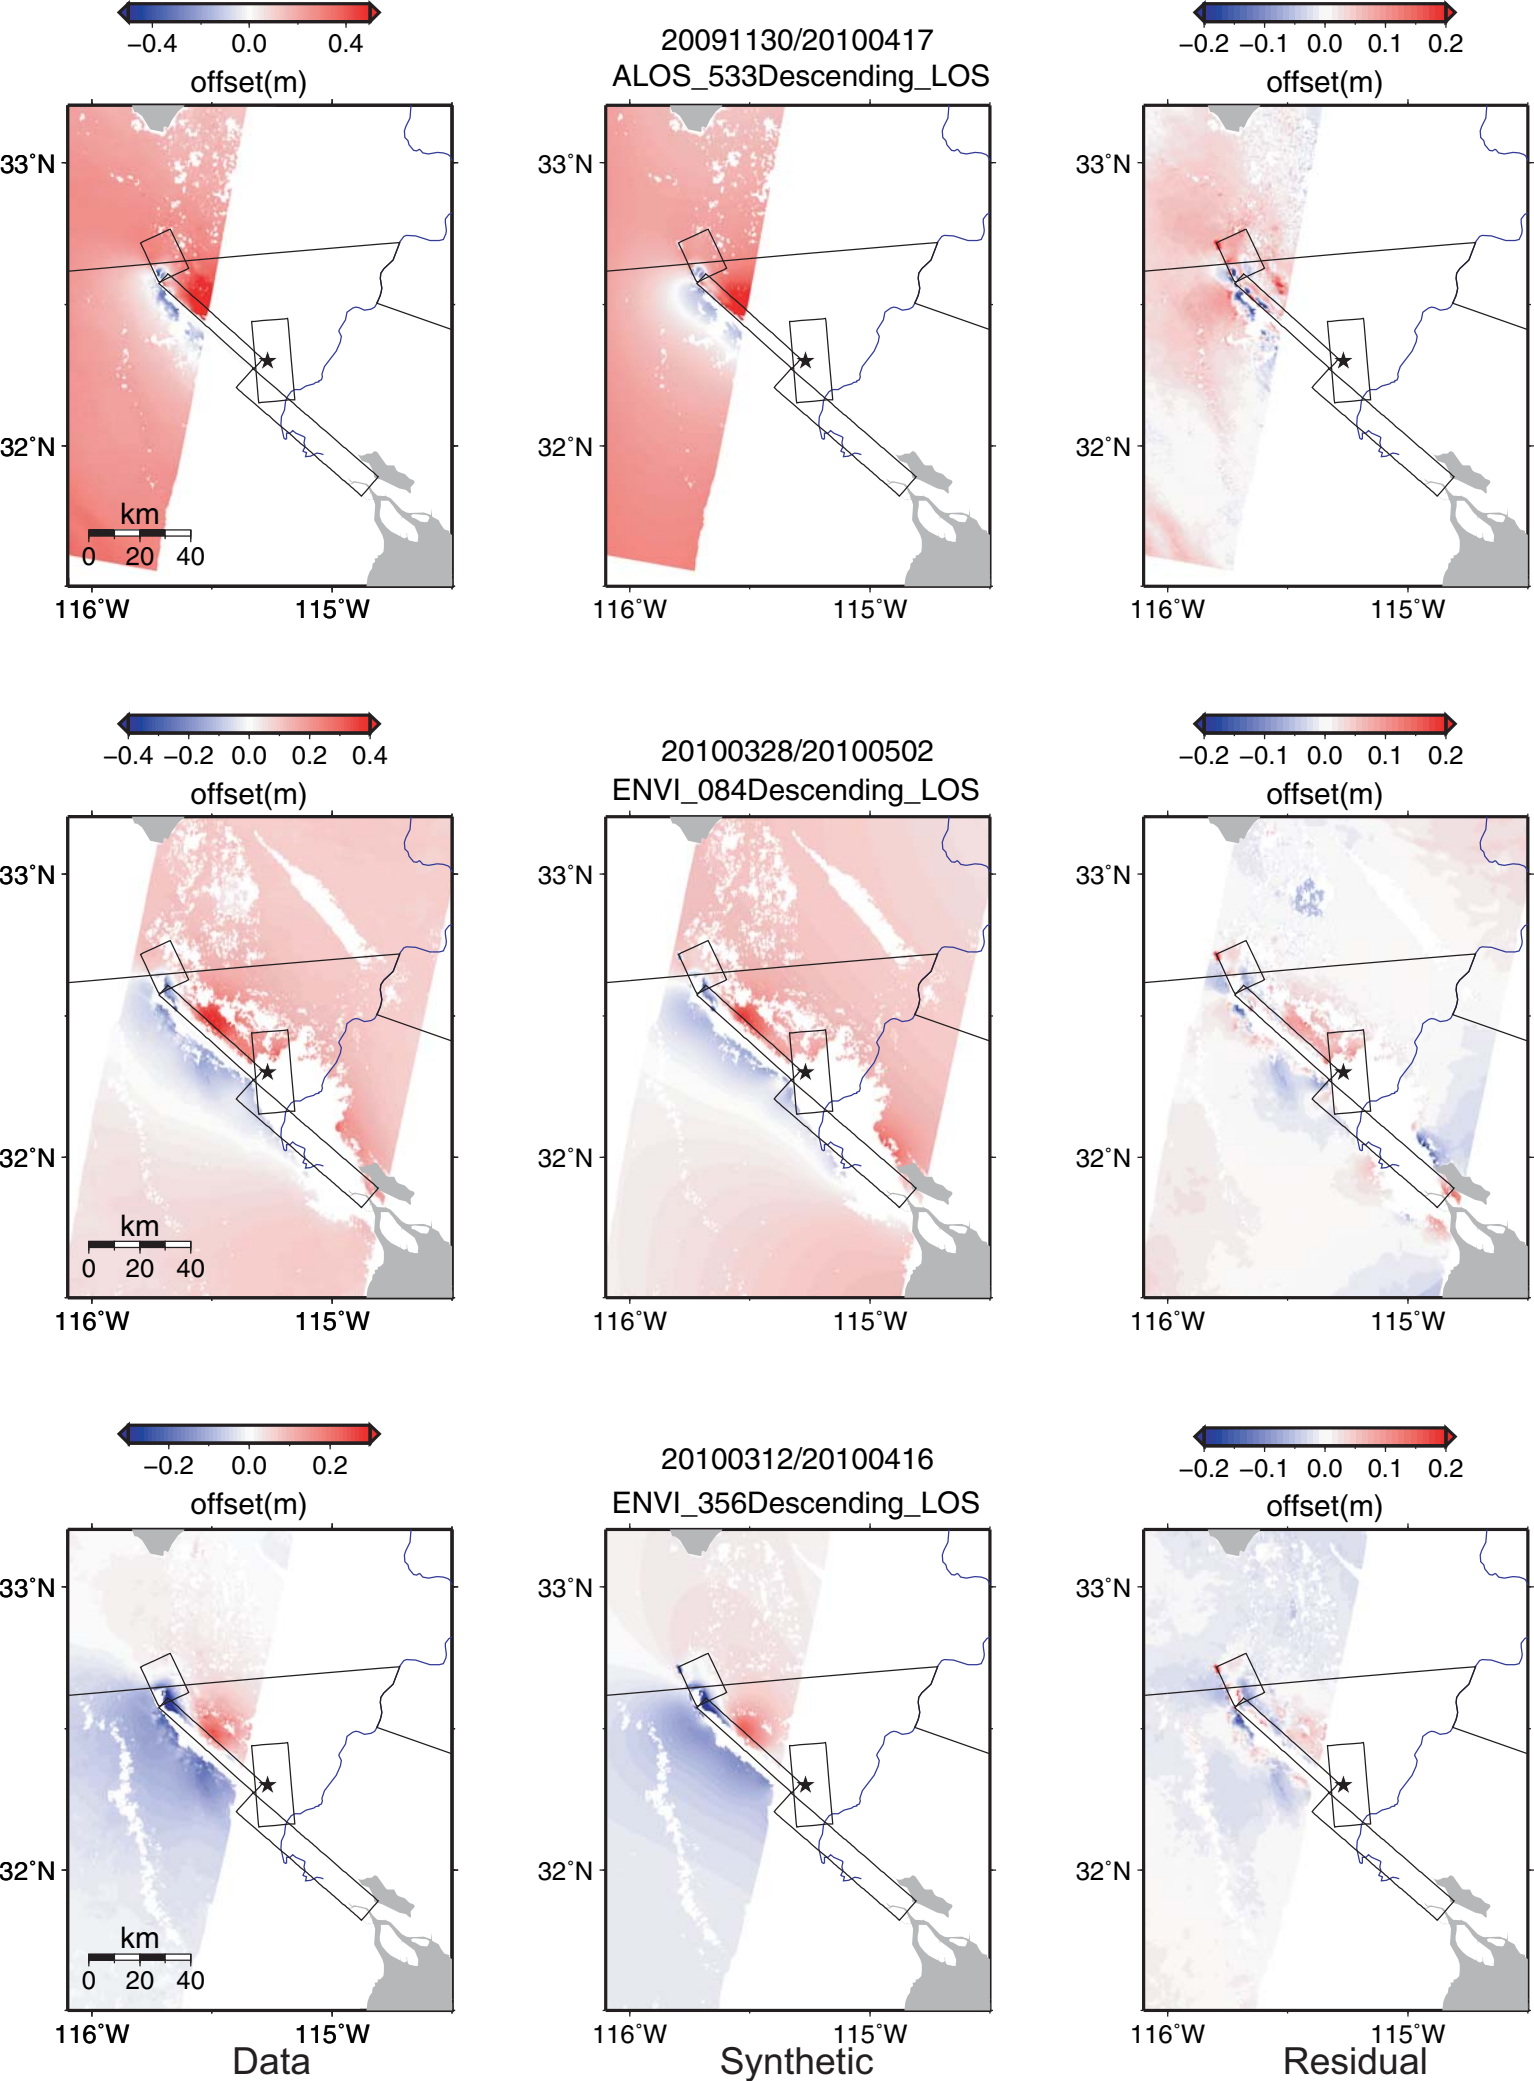 −0.4 0.0 0.4
offset(m)
20091130/20100417
ALOS_533Descending_LOS
−0.2 −0.1 0.0 0.1 0.2
offset(m)
33˚N
32˚N
km
0 20 40
116˚W 115˚W
33˚N
32˚N
116˚W 115˚W
33˚N
32˚N
116˚W 115˚W
−0.4 −0.2 0.0 0.2 0.4
offset(m)
20100328/20100502
ENVI_084Descending_LOS
−0.2 −0.1 0.0 0.1 0.2
offset(m)
33˚N
32˚N
km
0 20 40
116˚W 115˚W
33˚N
32˚N
116˚W 115˚W
33˚N
32˚N
116˚W 115˚W
−0.2 0.0 0.2
offset(m)
20100312/20100416
ENVI_356Descending_LOS
−0.2 −0.1 0.0 0.1 0.2
offset(m)
33˚N
32˚N
km
0 20 40
116˚W 115˚W
33˚N
32˚N
116˚W 115˚W
33˚N
32˚N
116˚W 115˚W
Data
Synthetic
Residual